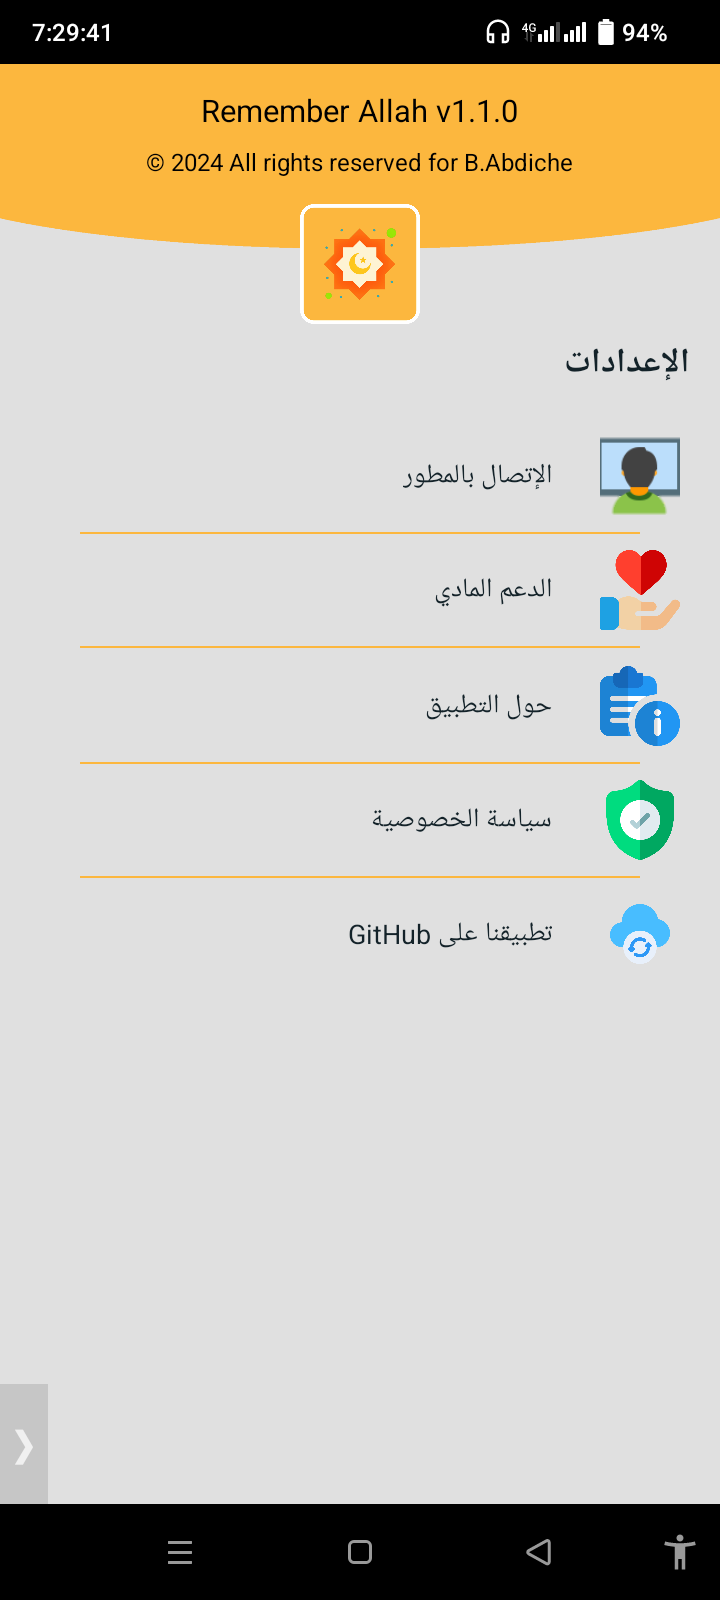 7:29:41 4G 94%
Remember Allah v1.1.0
© 2024 All rights reserved for B.Abdiche
الإعدادات
الإتصال بالمطور
الدعم المادي
حول التطبيق
سياسة الخصوصية
تطبيقنا على GitHub